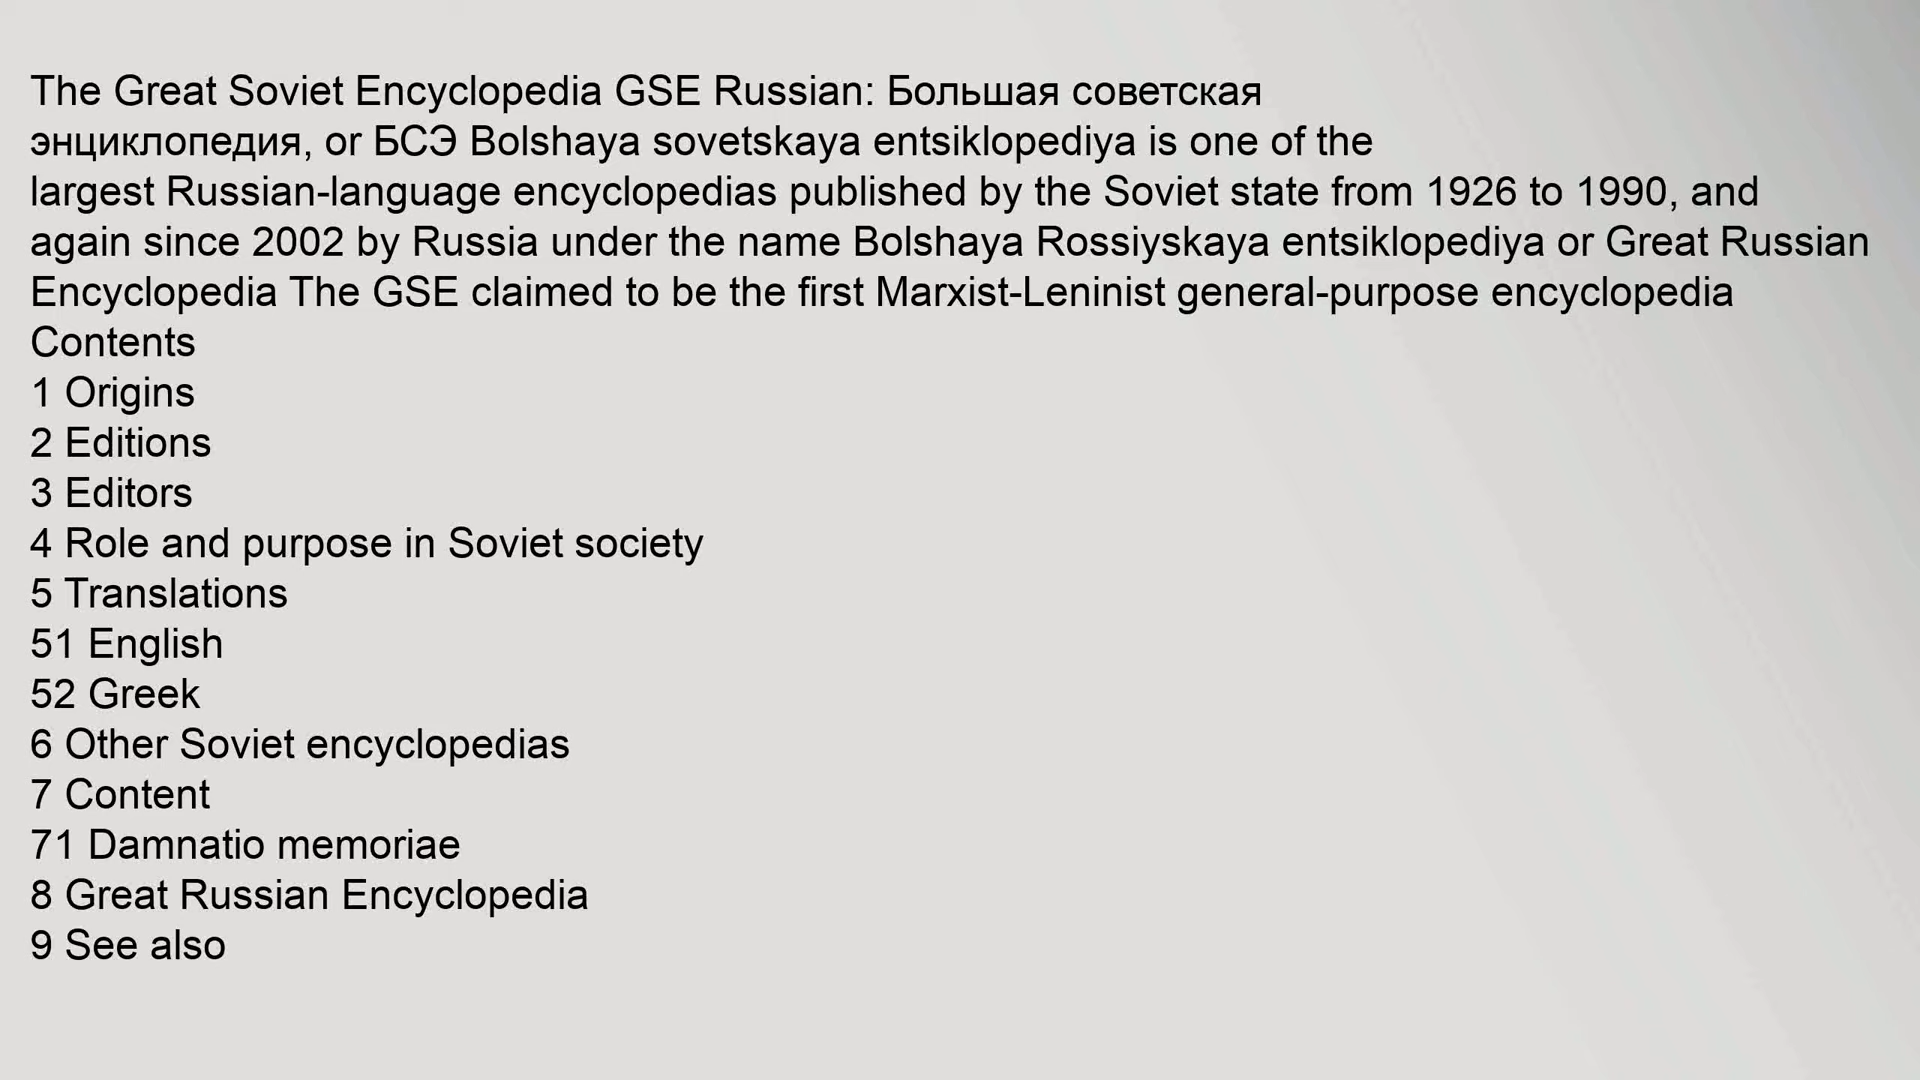 The Great Soviet Encyclopedia GSE Russian: Большая советская
энциклопедия, or БСЭ Bolshaya sovetskaya entsiklopediya is one of the
largest Russian-language encyclopedias published by the Soviet state from 1926 to 1990, and
again since 2002 by Russia under the name Bolshaya Rossiyskaya entsiklopediya or Great Russian
Encyclopedia The GSE claimed to be the first Marxist-Leninist general-purpose encyclopedia
Contents
1 Origins
2 Editions
3 Editors
4 Role and purpose in Soviet society
5 Translations
51 English
52 Greek
6 Other Soviet encyclopedias
7 Content
71 Damnatio memoriae
8 Great Russian Encyclopedia
9 See also